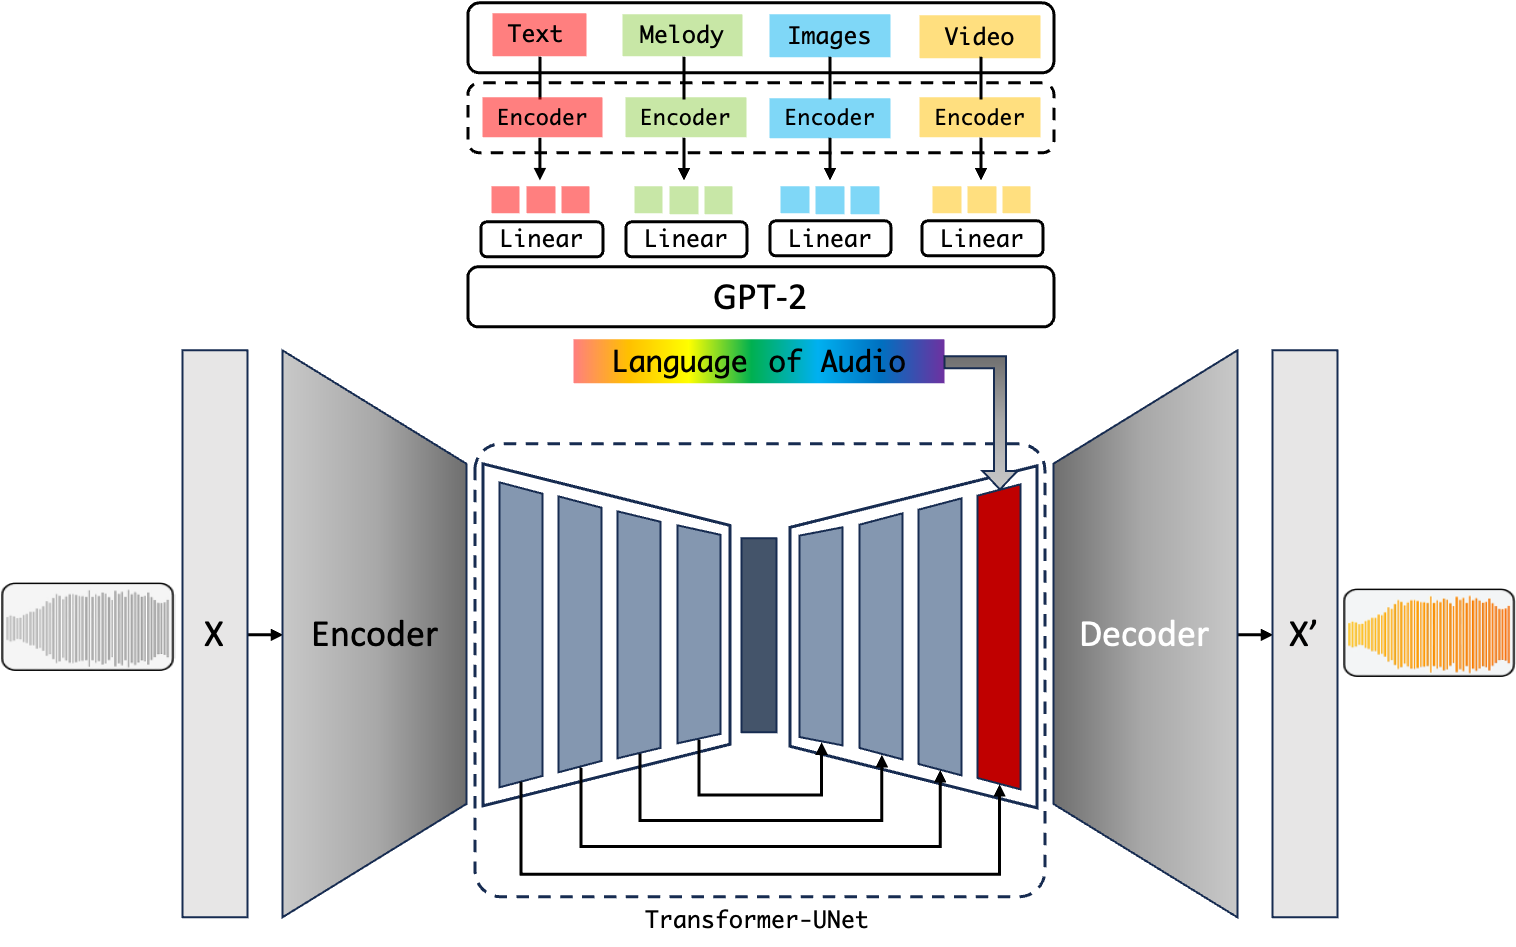 Text Melody Images Video
Encoder Encoder Encoder Encoder
Linear Linear Linear Linear
GPT-2
Language of Audio
X Encoder Decoder X’
Transformer-UNet